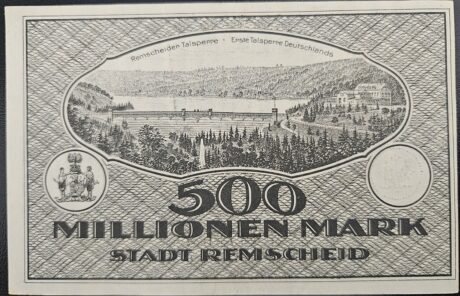 Remscheider Talsperre · Erste Talsperre Deutschlands
500
MILLIONEN MARK
STADT REMSCHEID